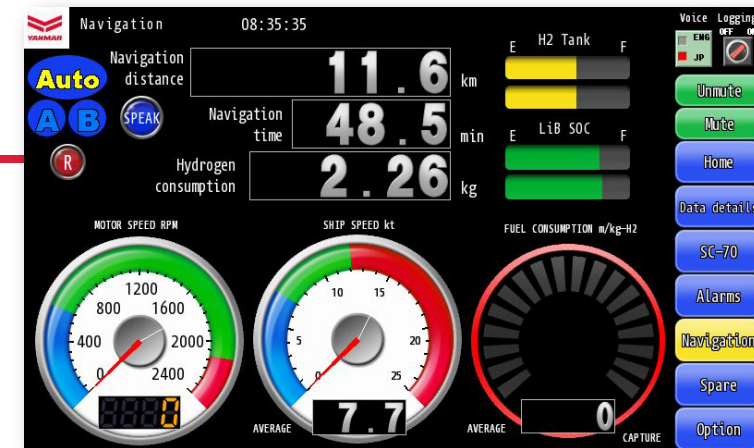 YANMAR
Navigation 08:35:35
Voice Logging
ENG
JP
OFF ON
Navigation distance 11.6 km
Auto
A B
SPEAK
R
Navigation time 48.5 min
Hydrogen consumption 2.26 kg
H2 Tank
E F
LiB SOC
E F
Unmute
Mute
Home
Data details
SC-70
Alarms
Navigation
Spare
Option
MOTOR SPEED RPM
0 400 800 1200 1600 2000 2400
0
SHIP SPEED kt
0 5 10 15 20 25
AVERAGE 7.7
FUEL CONSUMPTION m/kg-H2
AVERAGE 0
CAPTURE